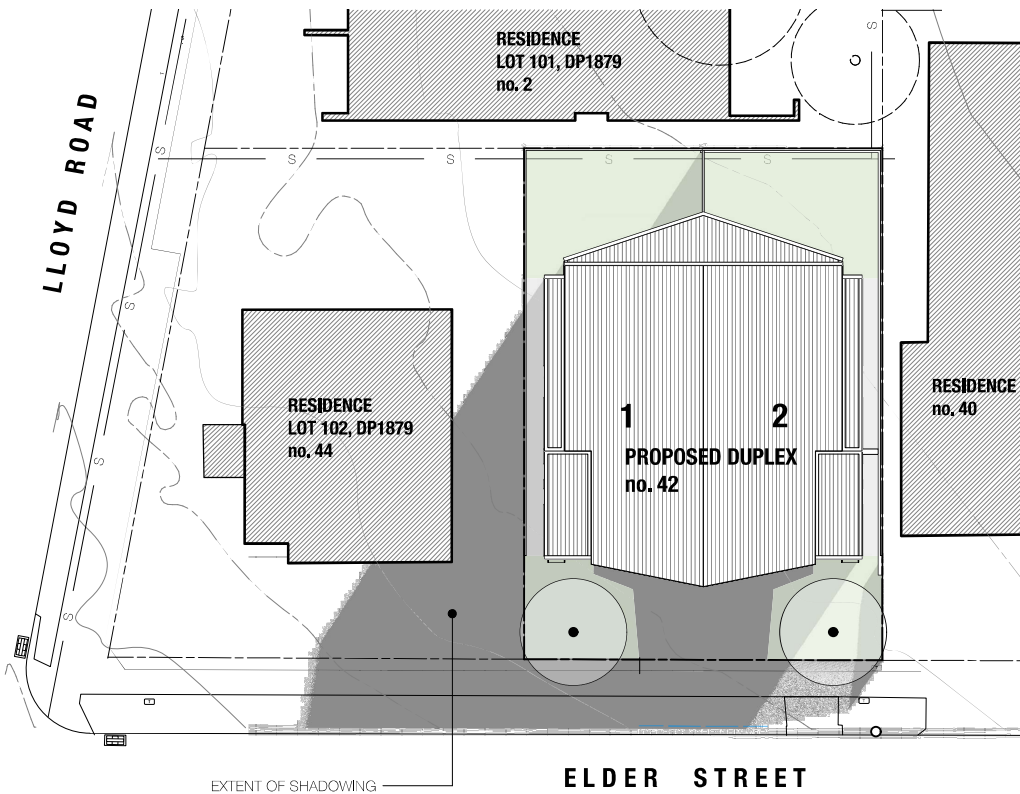 RESIDENCE
LOT 101, DP1879
no. 2
LLOYD ROAD
S
S
S
S
S
S
S
S
S
RESIDENCE
LOT 102, DP1879
no. 44
1
2
PROPOSED DUPLEX
no. 42
RESIDENCE
no. 40
EXTENT OF SHADOWING
ELDER STREET